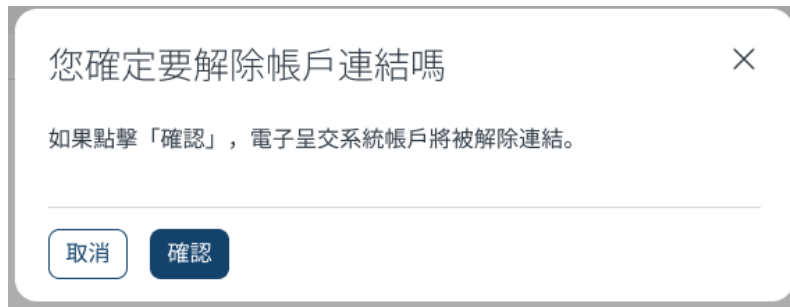 您確定要解除帳戶連結嗎
如果點擊「確認」，電子呈交系統帳戶將被解除連結。
取消
確認